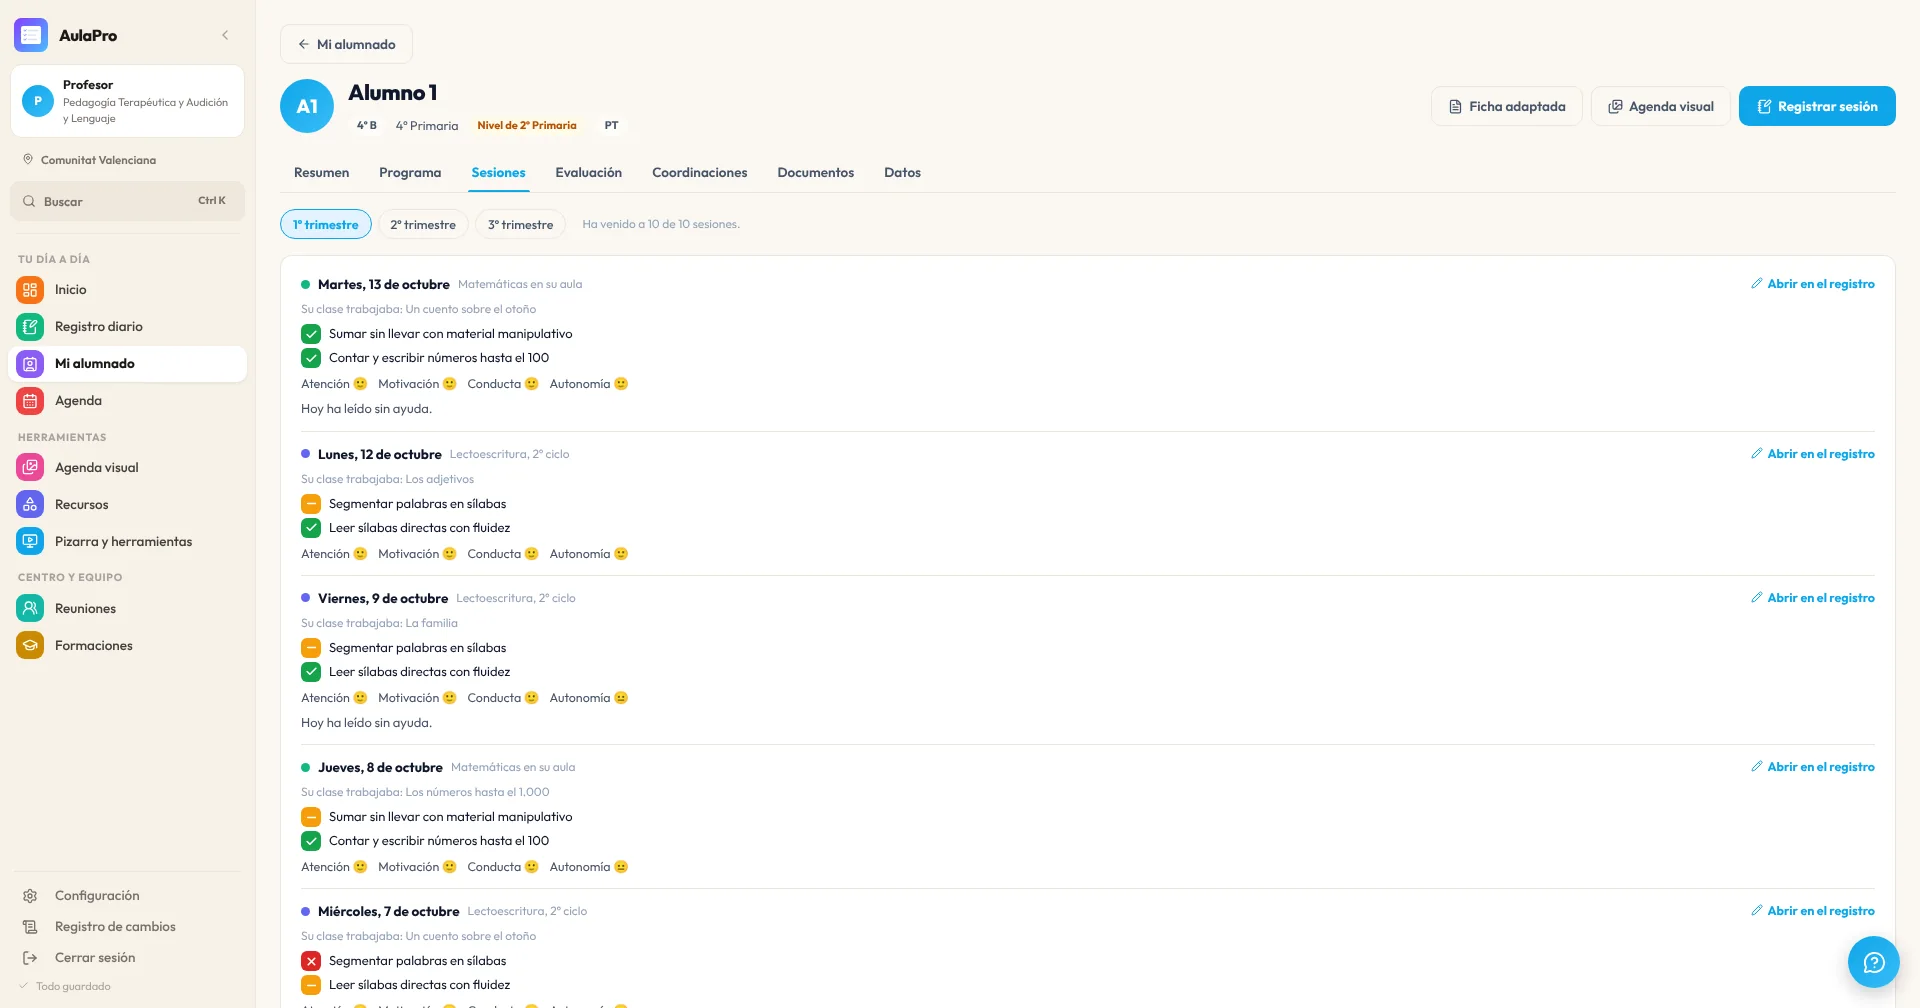 AulaPro
Profesor
Pedagogía Terapéutica y Audición
y Lenguaje
Comunitat Valenciana
Buscar Ctrl K
TU DÍA A DÍA
Inicio
Registro diario
Mi alumnado
Agenda
HERRAMIENTAS
Agenda visual
Recursos
Pizarra y herramientas
CENTRO Y EQUIPO
Reuniones
Formaciones
Configuración
Registro de cambios
Cerrar sesión
Todo guardado
Mi alumnado
A1
Alumno 1
4º B 4º Primaria Nivel de 2º Primaria PT
Ficha adaptada Agenda visual Registrar sesión
Resumen Programa Sesiones Evaluación Coordinaciones Documentos Datos
1º trimestre 2º trimestre 3º trimestre Ha venido a 10 de 10 sesiones.
Martes, 13 de octubre Matemáticas en su aula Abrir en el registro
Su clase trabajaba: Un cuento sobre el otoño
Sumar sin llevar con material manipulativo
Contar y escribir números hasta el 100
Atención Motivación Conducta Autonomía
Hoy ha leído sin ayuda.
Lunes, 12 de octubre Lectoescritura, 2º ciclo Abrir en el registro
Su clase trabajaba: Los adjetivos
Segmentar palabras en sílabas
Leer sílabas directas con fluidez
Atención Motivación Conducta Autonomía
Viernes, 9 de octubre Lectoescritura, 2º ciclo Abrir en el registro
Su clase trabajaba: La familia
Segmentar palabras en sílabas
Leer sílabas directas con fluidez
Atención Motivación Conducta Autonomía
Hoy ha leído sin ayuda.
Jueves, 8 de octubre Matemáticas en su aula Abrir en el registro
Su clase trabajaba: Los números hasta el 1.000
Sumar sin llevar con material manipulativo
Contar y escribir números hasta el 100
Atención Motivación Conducta Autonomía
Miércoles, 7 de octubre Lectoescritura, 2º ciclo Abrir en el registro
Su clase trabajaba: Un cuento sobre el otoño
Segmentar palabras en sílabas
Leer sílabas directas con fluidez